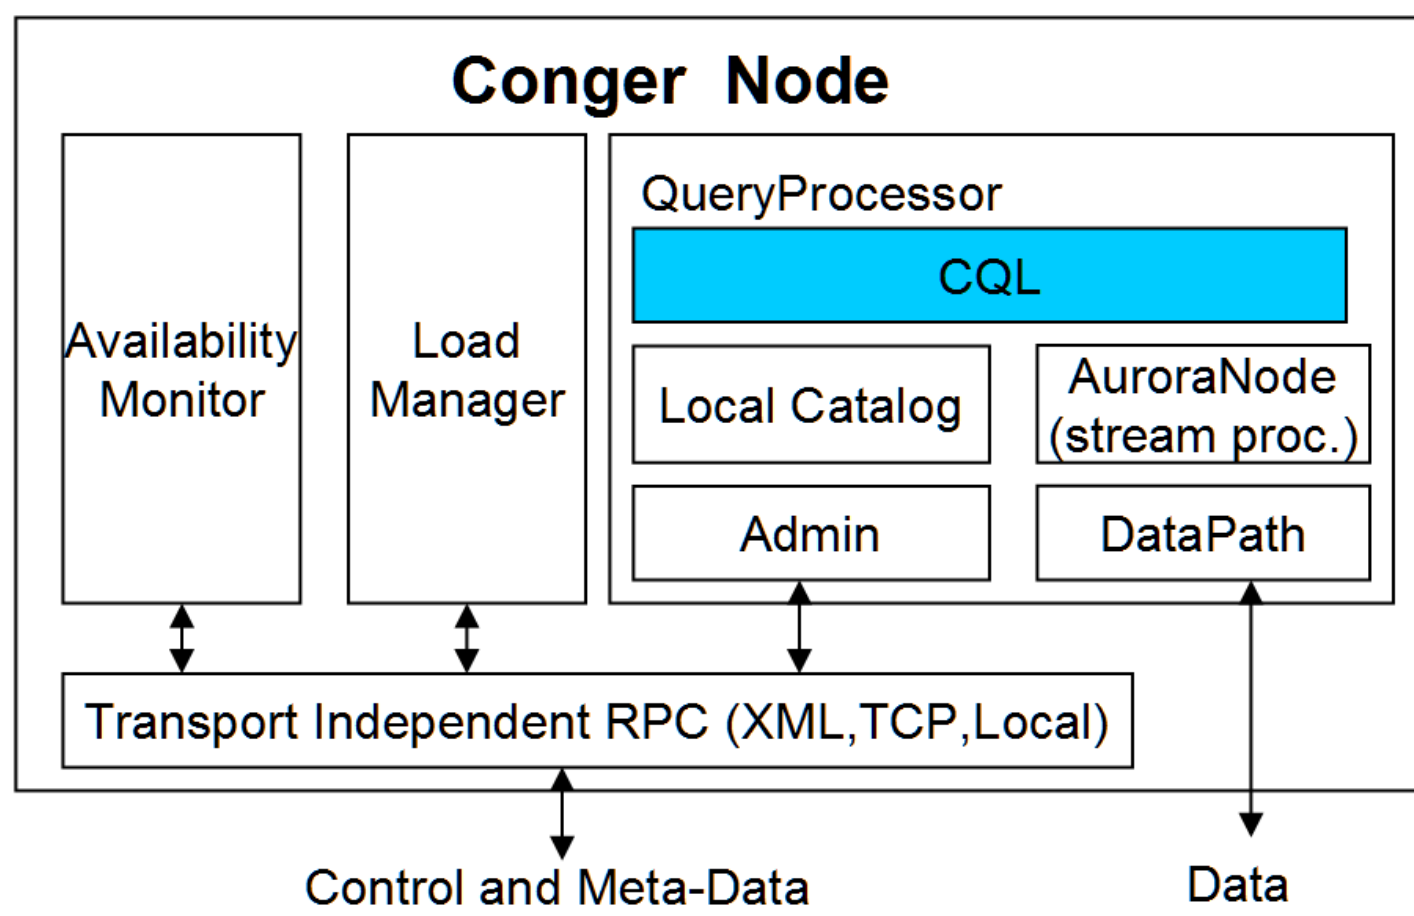 Conger Node
QueryProcessor
CQL
Availability
Monitor
Load
Manager
Local Catalog
AuroraNode
(stream proc.)
Admin
DataPath
Transport Independent RPC (XML,TCP,Local)
Control and Meta-Data
Data